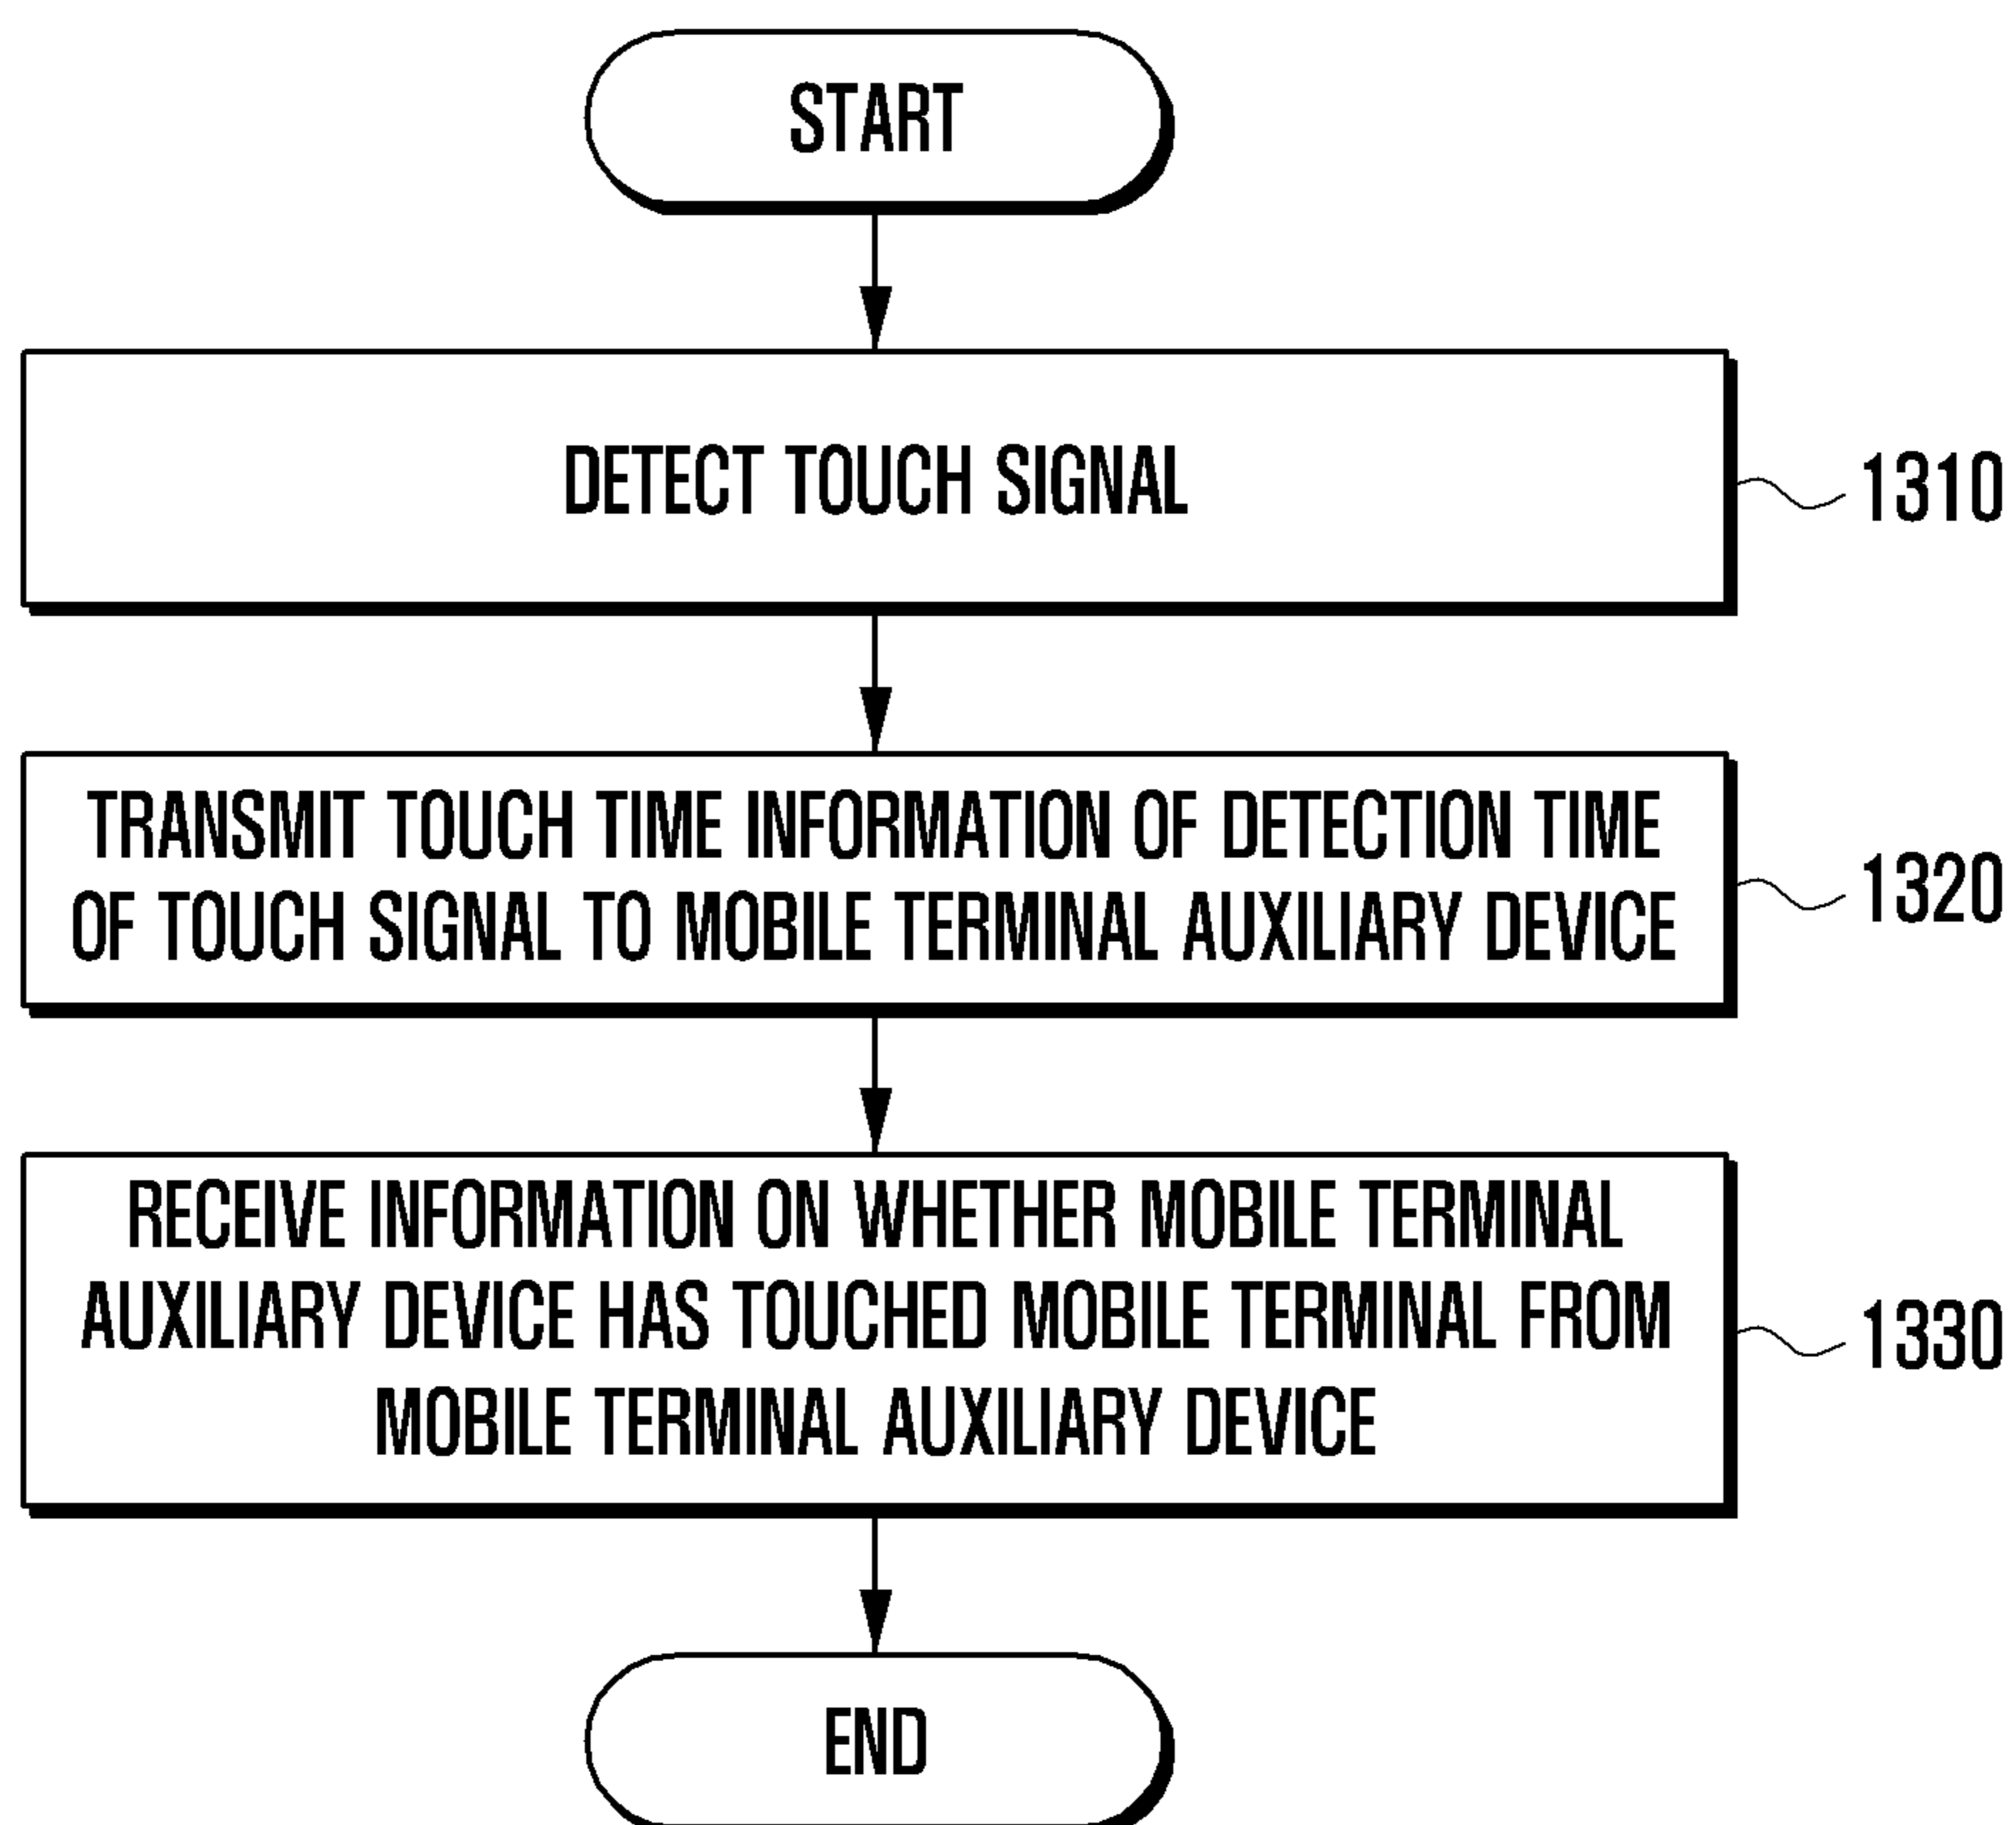 START
DETECT TOUCH SIGNAL
1310
TRANSMIT TOUCH TIME INFORMATION OF DETECTION TIME
OF TOUCH SIGNAL TO MOBILE TERMINAL AUXILIARY DEVICE
1320
RECEIVE INFORMATION ON WHETHER MOBILE TERMINAL
AUXILIARY DEVICE HAS TOUCHED MOBILE TERMINAL FROM
MOBILE TERMINAL AUXILIARY DEVICE
1330
END